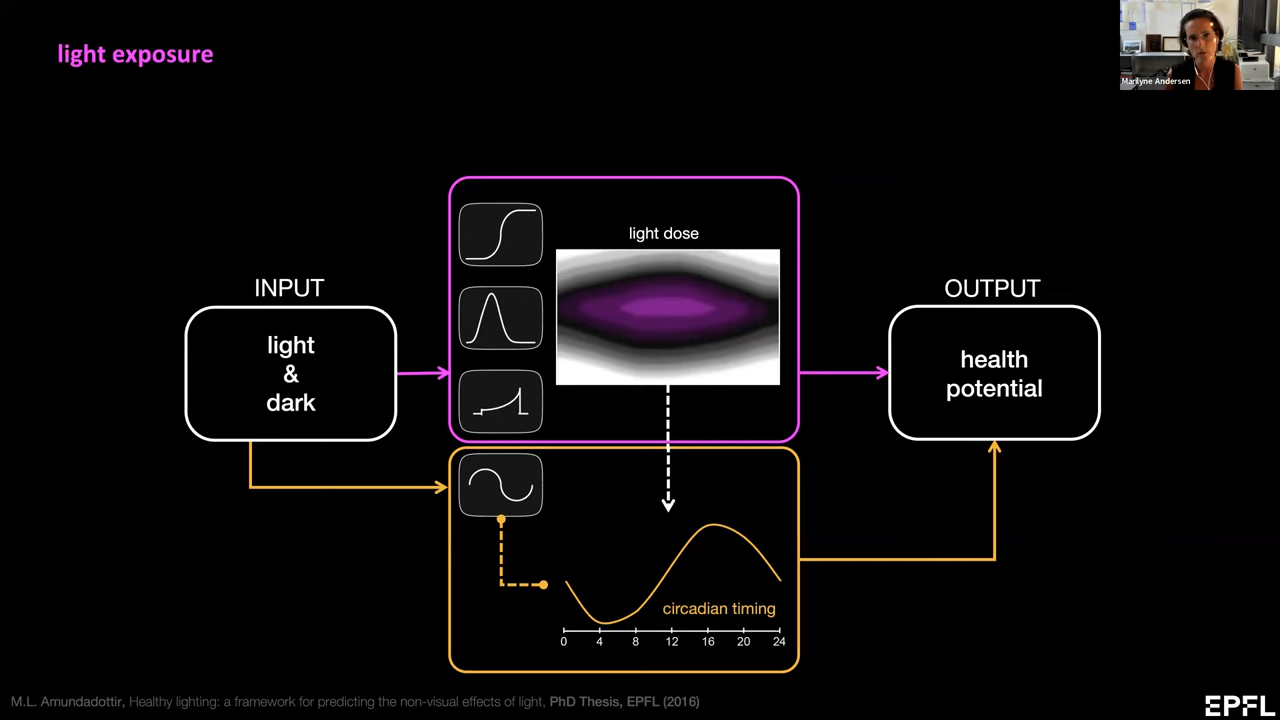 light exposure
Marilyne Andersen
light dose
INPUT
light
&
dark
OUTPUT
health
potential
circadian timing
0 4 8 12 16 20 24
M.L. Amundadottir, Healthy lighting: a framework for predicting the non-visual effects of light, PhD Thesis, EPFL (2016)
EPFL